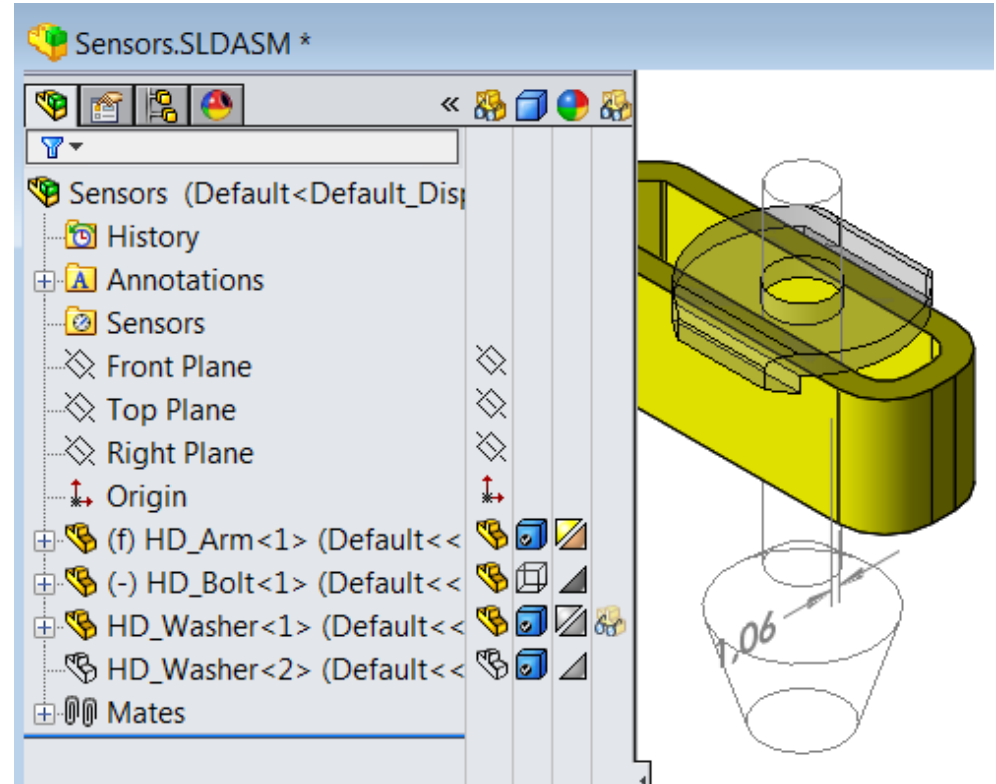 Sensors.SLDASM *
Sensors (Default<Default_Disp
History
A Annotations
Sensors
Front Plane
Top Plane
Right Plane
Origin
(f) HD_Arm<1> (Default<<
(-) HD_Bolt<1> (Default<<
HD_Washer<1> (Default<<
HD_Washer<2> (Default<<
Mates
1,06